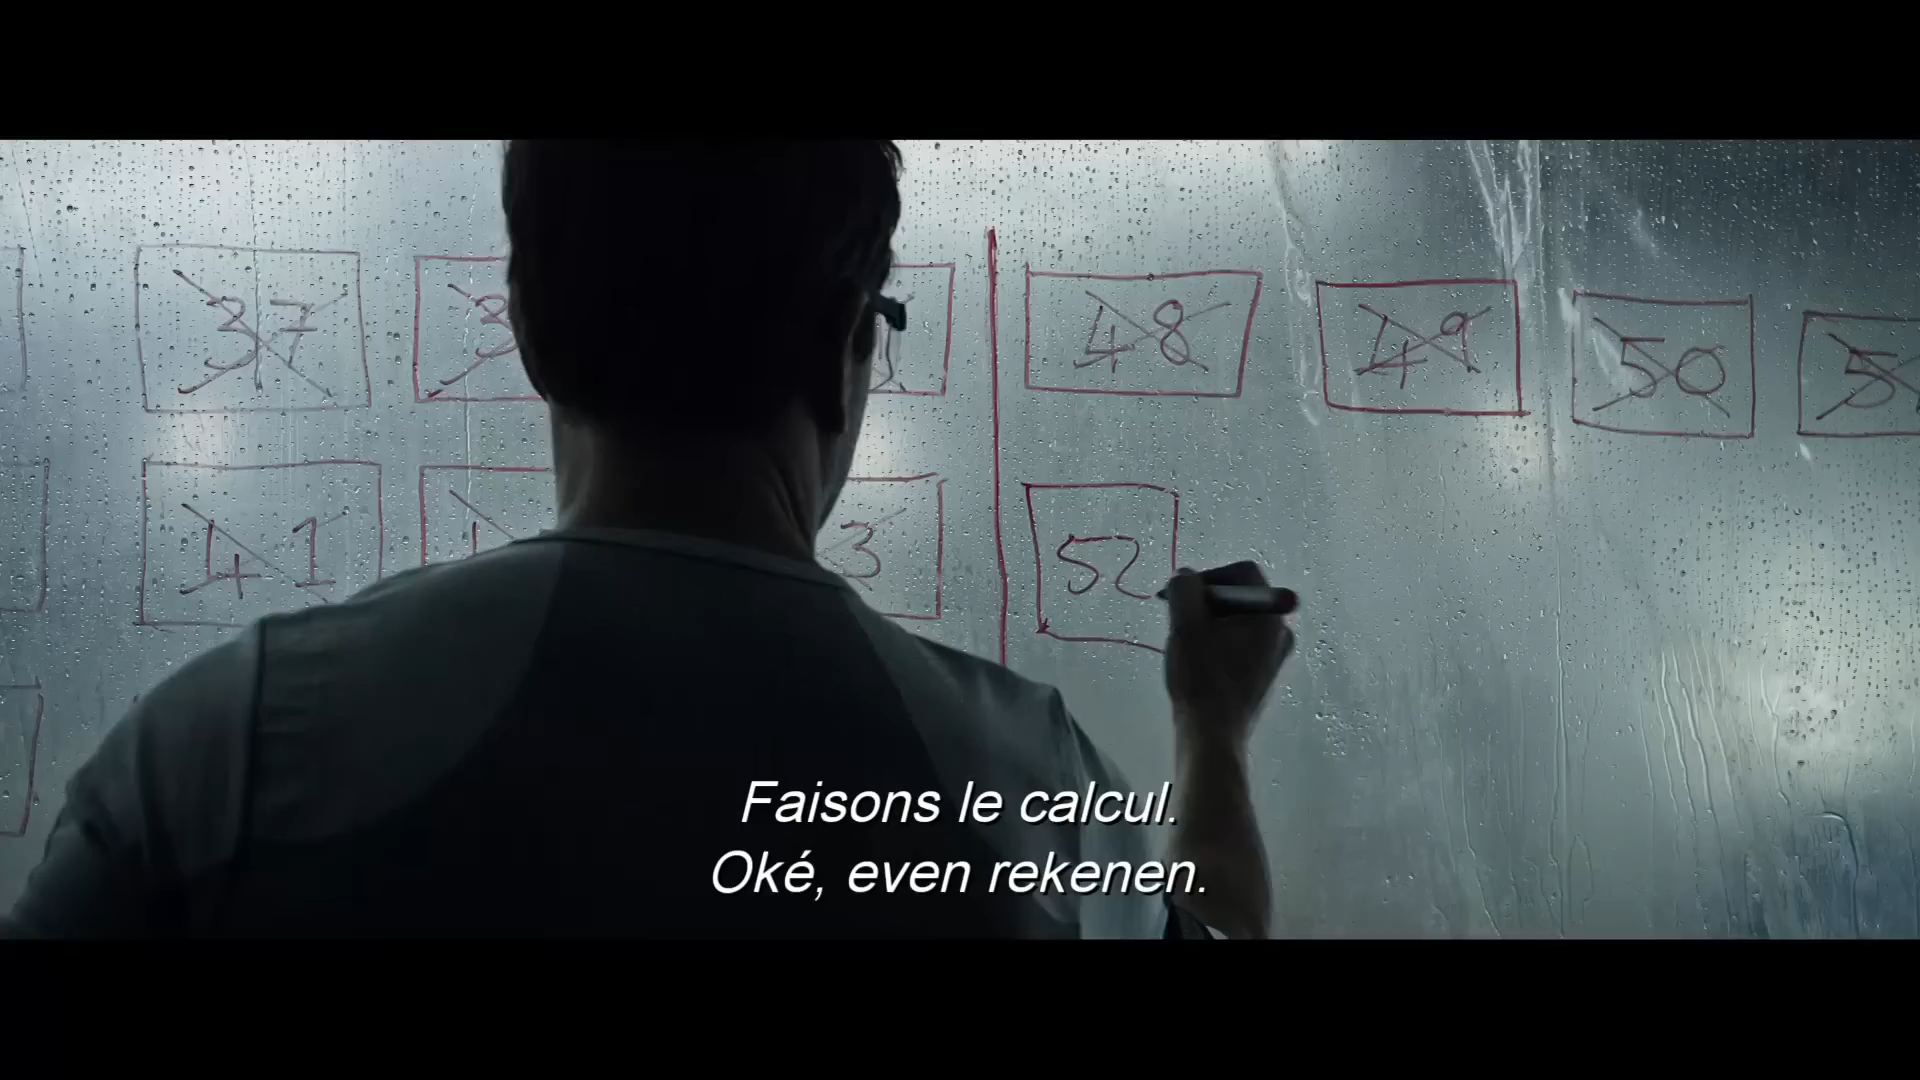 37 48 49 50
41 3 52
Faisons le calcul.
Oké, even rekenen.